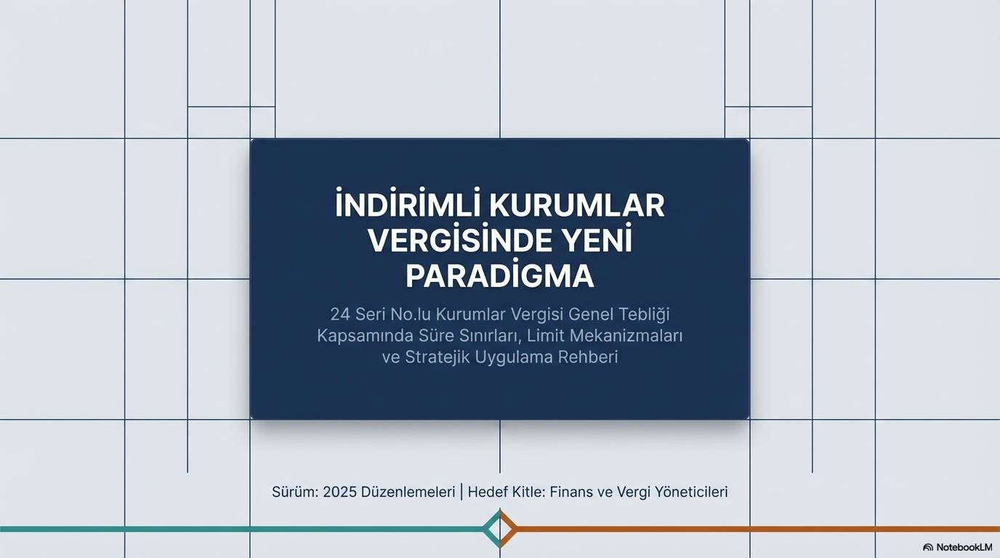 İNDİRİMLİ KURUMLAR
VERGİSİNDE YENİ
PARADİGMA
24 Seri No.lu Kurumlar Vergisi Genel Tebliği
Kapsamında Süre Sınırları, Limit Mekanizmaları
ve Stratejik Uygulama Rehberi
Sürüm: 2025 Düzenlemeleri | Hedef Kitle: Finans ve Vergi Yöneticileri
NotebookLM